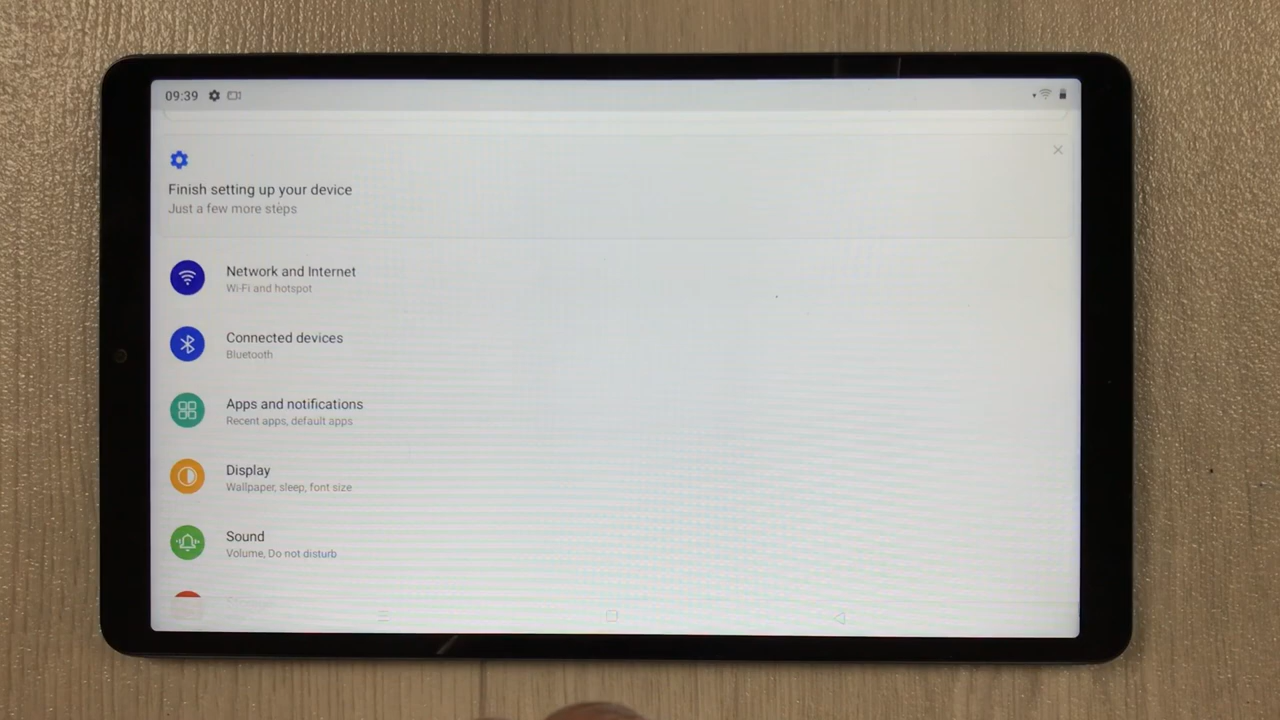 09:39
Finish setting up your device
Just a few more steps
Network and Internet
Wi-Fi and hotspot
Connected devices
Bluetooth
Apps and notifications
Recent apps, default apps
Display
Wallpaper, sleep, font size
Sound
Volume, Do not disturb